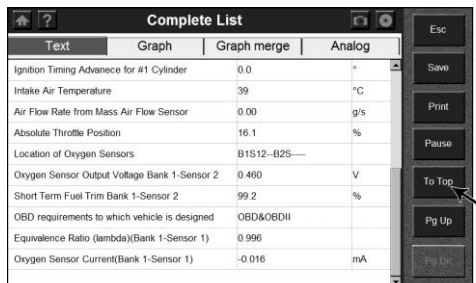 ?
Complete List
Text Graph Graph merge Analog
Ignition Timing Advanece for #1 Cylinder 0.0 °
Intake Air Temperature 39 °C
Air Flow Rate from Mass Air Flow Sensor 0.00 g/s
Absolute Throttle Position 16.1 %
Location of Oxygen Sensors B1S12--B2S----
Oxygen Sensor Output Voltage Bank 1-Sensor 2 0.460 V
Short Term Fuel Trim Bank 1-Sensor 2 99.2 %
OBD requirements to which vehicle is designed OBD&OBDII
Equivalence Ratio (lambda)(Bank 1-Sensor 1) 0.996
Oxygen Sensor Current(Bank 1-Sensor 1) -0.016 mA
Esc
Save
Print
Pause
To Top
Pg Up
Pg Dn